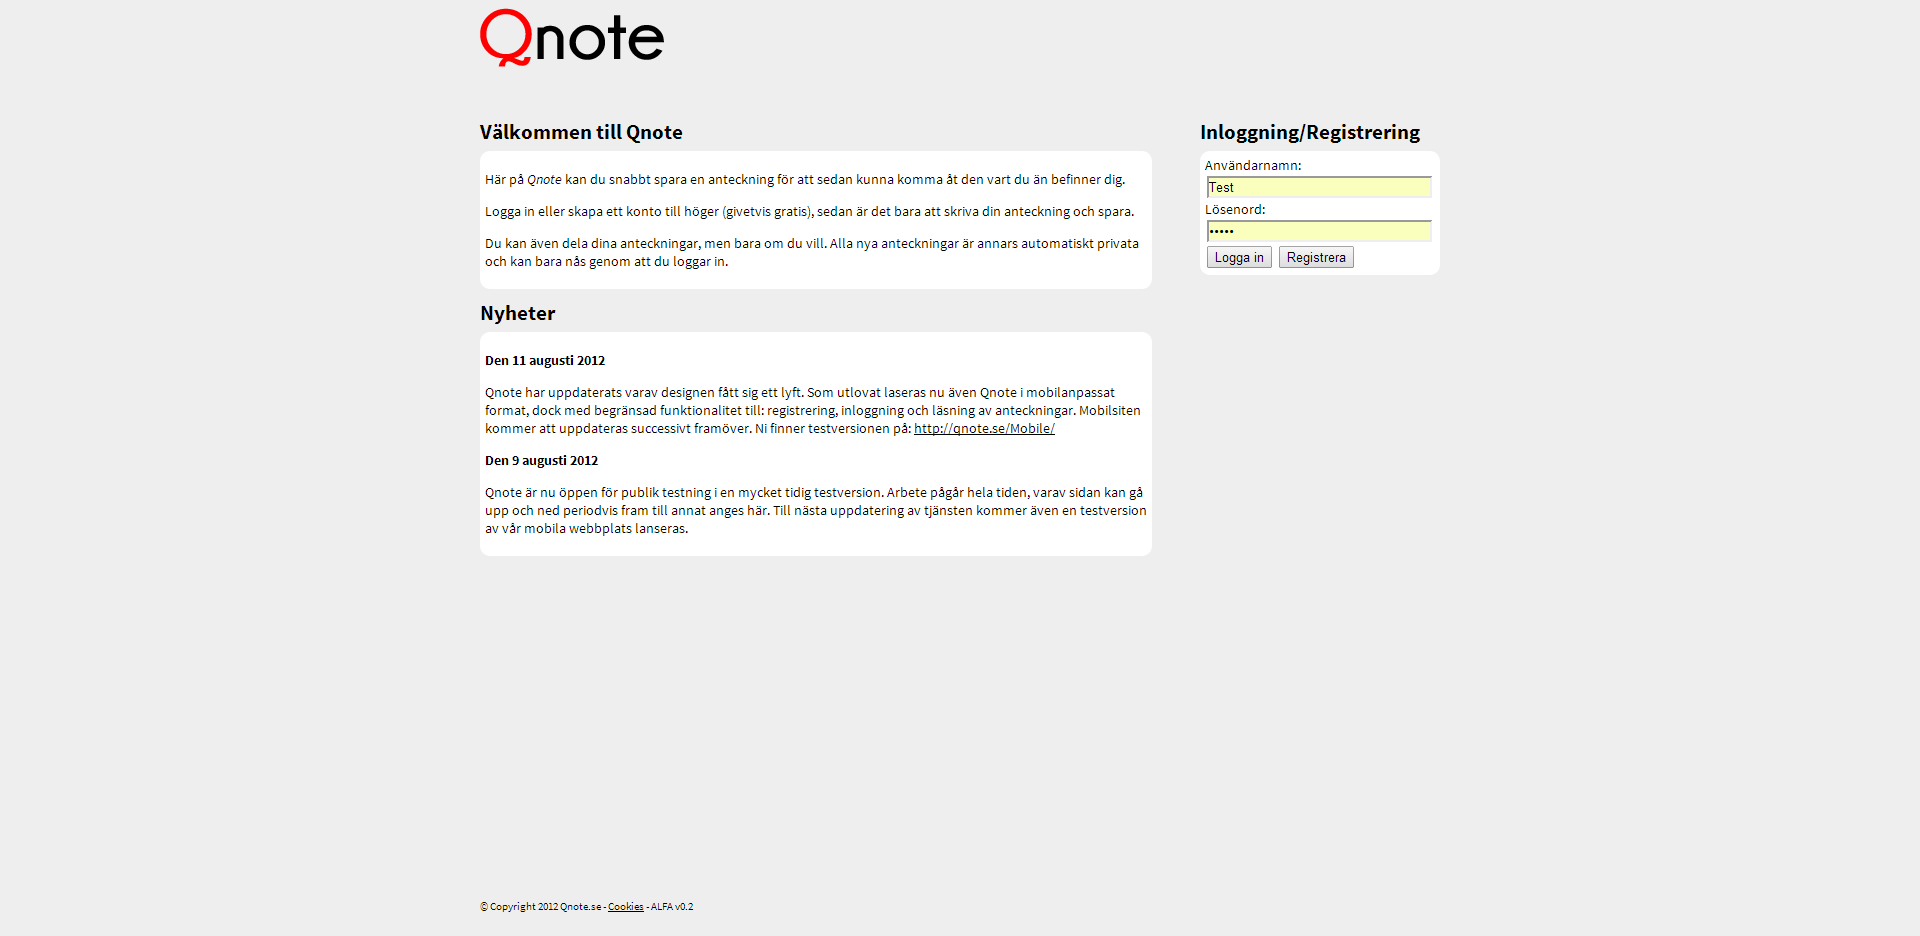 Qnote
Välkommen till Qnote
Här på Qnote kan du snabbt spara en anteckning för att sedan kunna komma åt den vart du än befinner dig.
Logga in eller skapa ett konto till höger (givetvis gratis), sedan är det bara att skriva din anteckning och spara.
Du kan även dela dina anteckningar, men bara om du vill. Alla nya anteckningar är annars automatiskt privata
och kan bara nås genom att du loggar in.
Nyheter
Den 11 augusti 2012
Qnote har uppdaterats varav designen fått sig ett lyft. Som utlovat laseras nu även Qnote i mobilanpassat
format, dock med begränsad funktionalitet till: registrering, inloggning och läsning av anteckningar. Mobilsiten
kommer att uppdateras successivt framöver. Ni finner testversionen på: http://qnote.se/Mobile/
Den 9 augusti 2012
Qnote är nu öppen för publik testning i en mycket tidig testversion. Arbete pågår hela tiden, varav sidan kan gå
upp och ned periodvis fram till annat anges här. Till nästa uppdatering av tjänsten kommer även en testversion
av vår mobila webbplats lanseras.
Inloggning/Registrering
Användarnamn:
Test
Lösenord:
•••••
Logga in Registrera
© Copyright 2012 Qnote.se - Cookies - ALFA v0.2